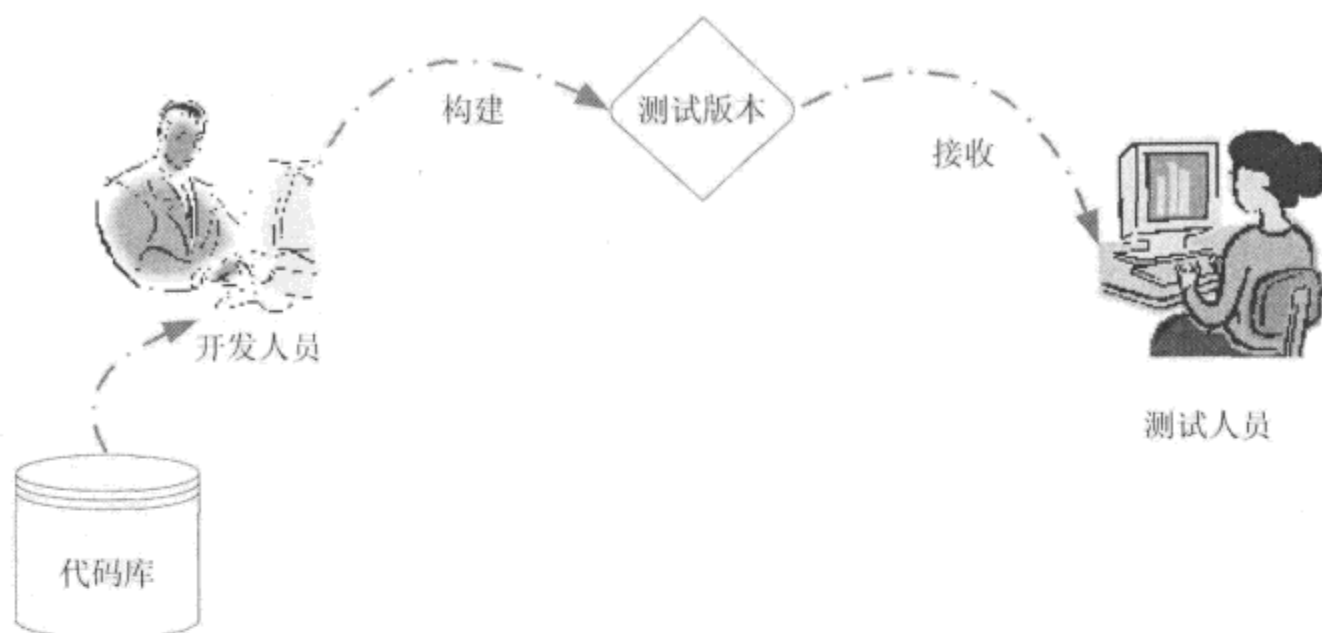 构建
测试版本
接收
开发人员
测试人员
代码库